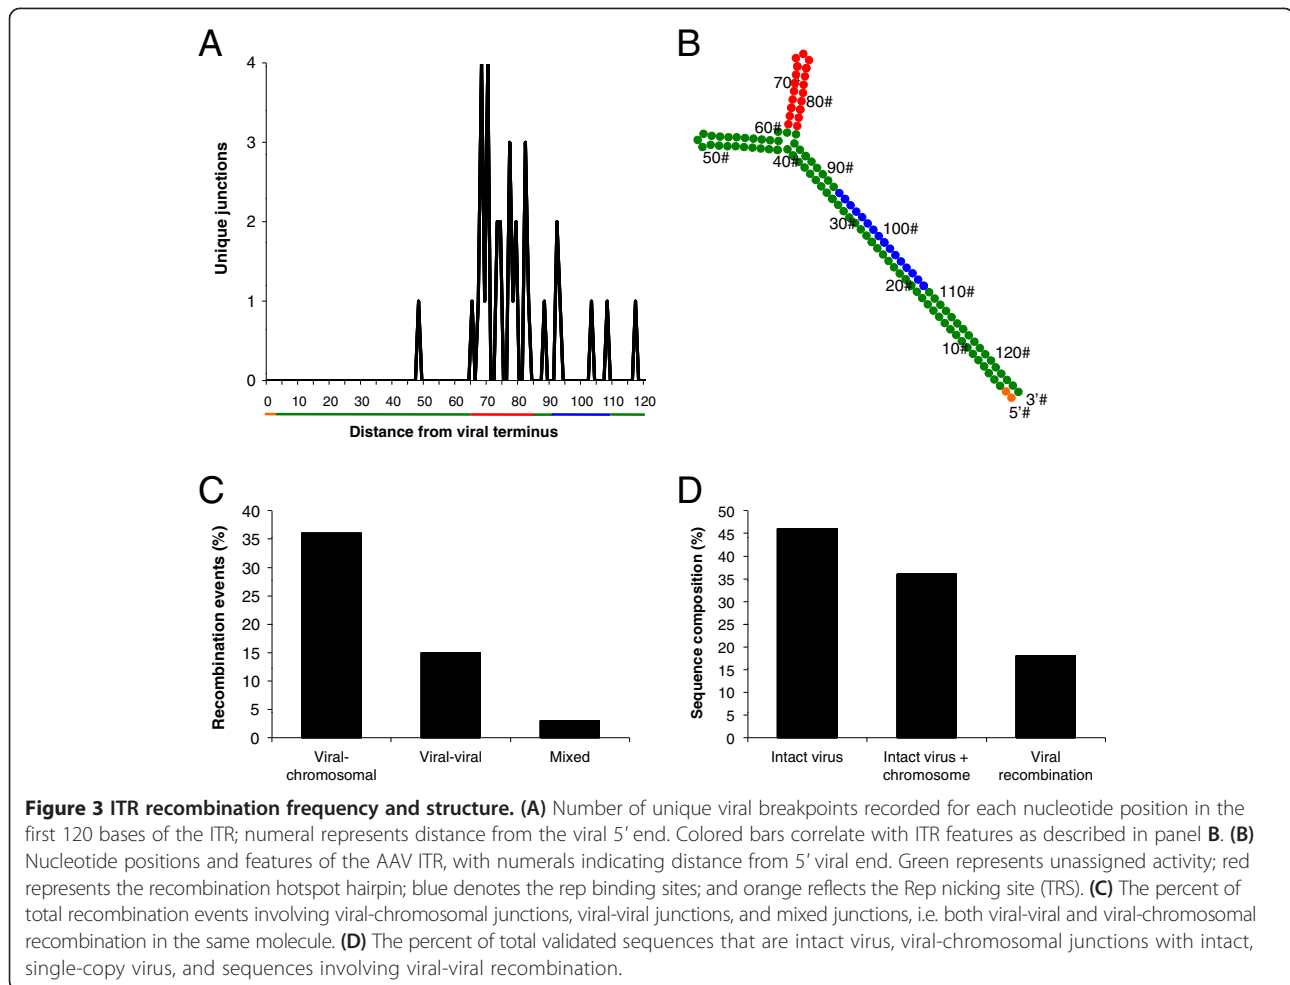 A
Unique junctions
4
3
2
1
0
0 10 20 30 40 50 60 70 80 90 100 110 120
Distance from viral terminus
B
70
80#
60#
50#
40#
90#
30#
100#
20#
110#
10#
120#
3'#
5'#
C
Recombination events (%)
40
35
30
25
20
15
10
5
0
Viral-
chromosomal
Viral-viral
Mixed
D
Sequence composition (%)
50
45
40
35
30
25
20
15
10
5
0
Intact virus
Intact virus +
chromosome
Viral
recombination
Figure 3 ITR recombination frequency and structure. (A) Number of unique viral breakpoints recorded for each nucleotide position in the
first 120 bases of the ITR; numeral represents distance from the viral 5′ end. Colored bars correlate with ITR features as described in panel B. (B)
Nucleotide positions and features of the AAV ITR, with numerals indicating distance from 5′ viral end. Green represents unassigned activity; red
represents the recombination hotspot hairpin; blue denotes the rep binding sites; and orange reflects the Rep nicking site (TRS). (C) The percent of
total recombination events involving viral-chromosomal junctions, viral-viral junctions, and mixed junctions, i.e. both viral-viral and viral-chromosomal
recombination in the same molecule. (D) The percent of total validated sequences that are intact virus, viral-chromosomal junctions with intact,
single-copy virus, and sequences involving viral-viral recombination.